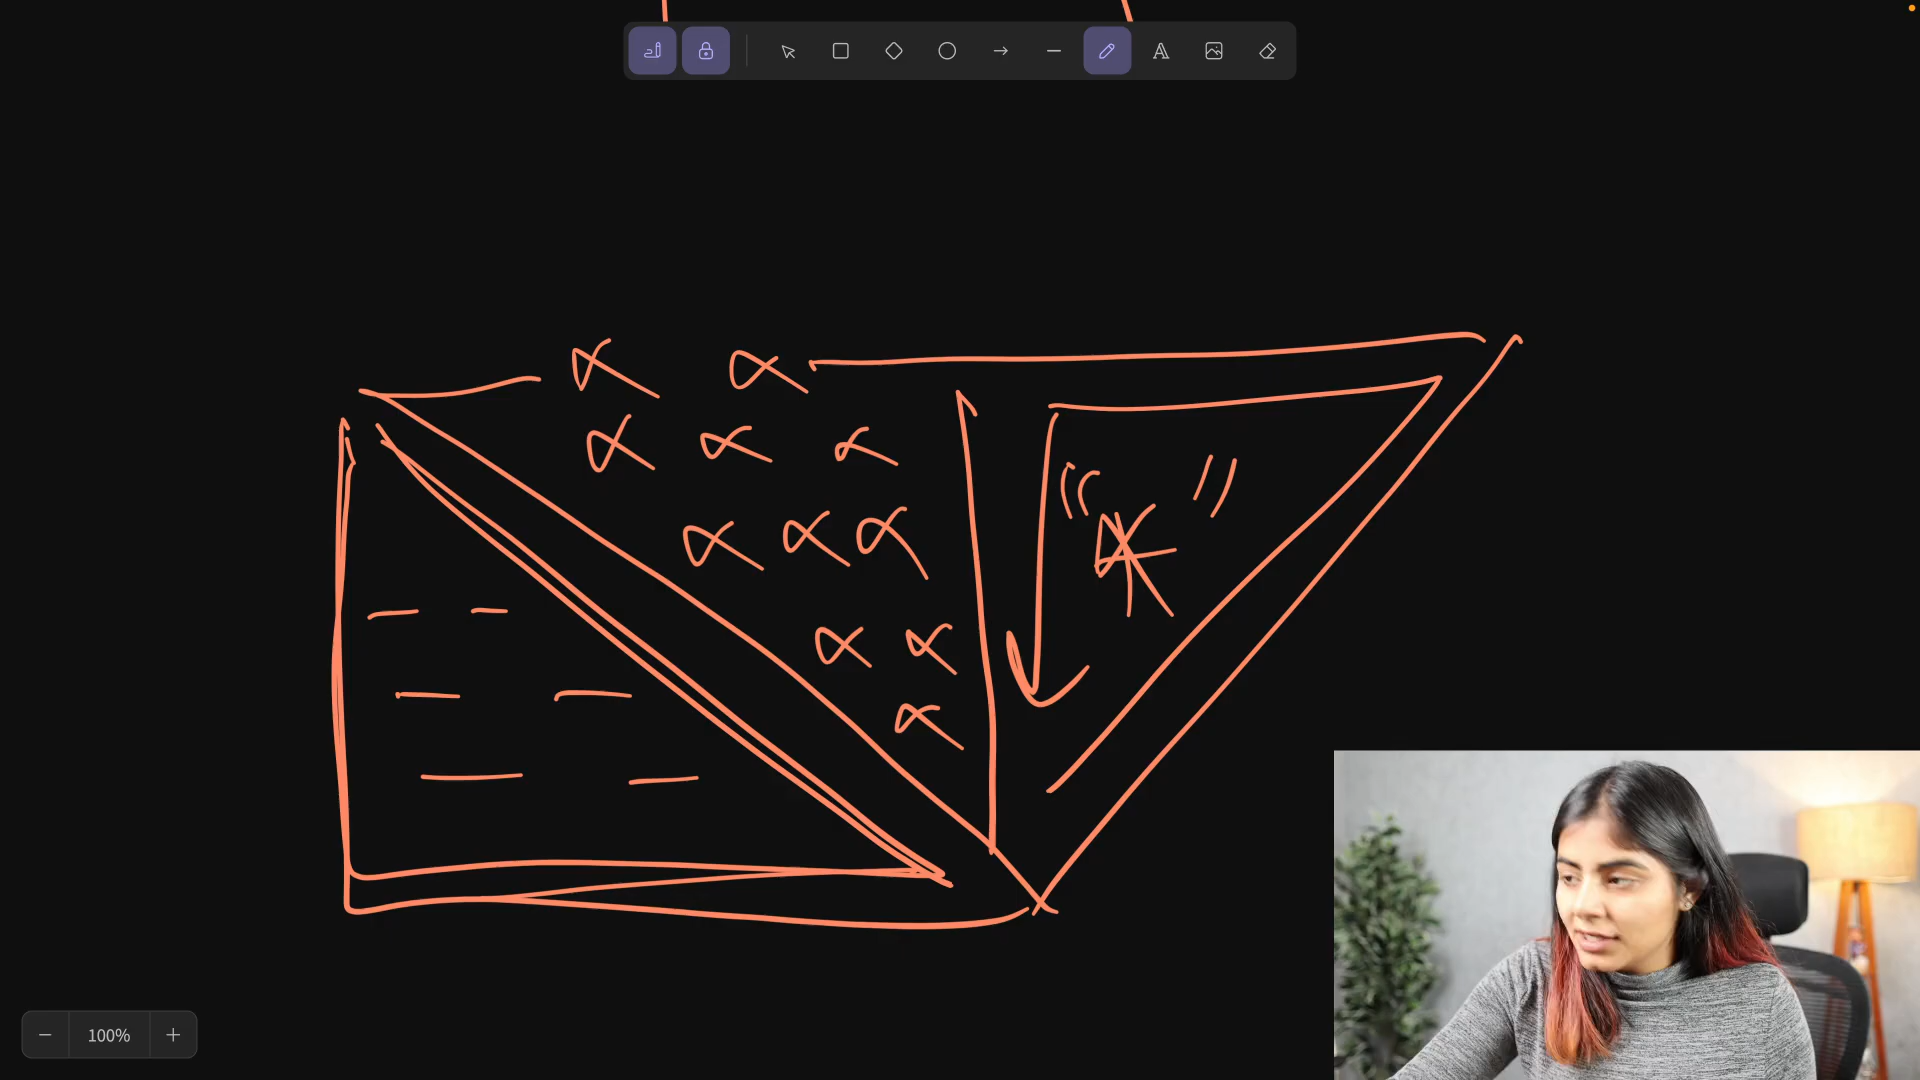 α α
α α α
α α α
" * "
α α
α
100%